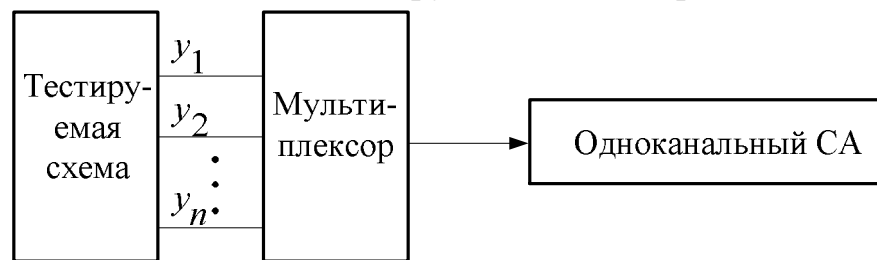 Тестиру-
емая
схема
y1
y2
yn
Мульти-
плексор
Одноканальный СА